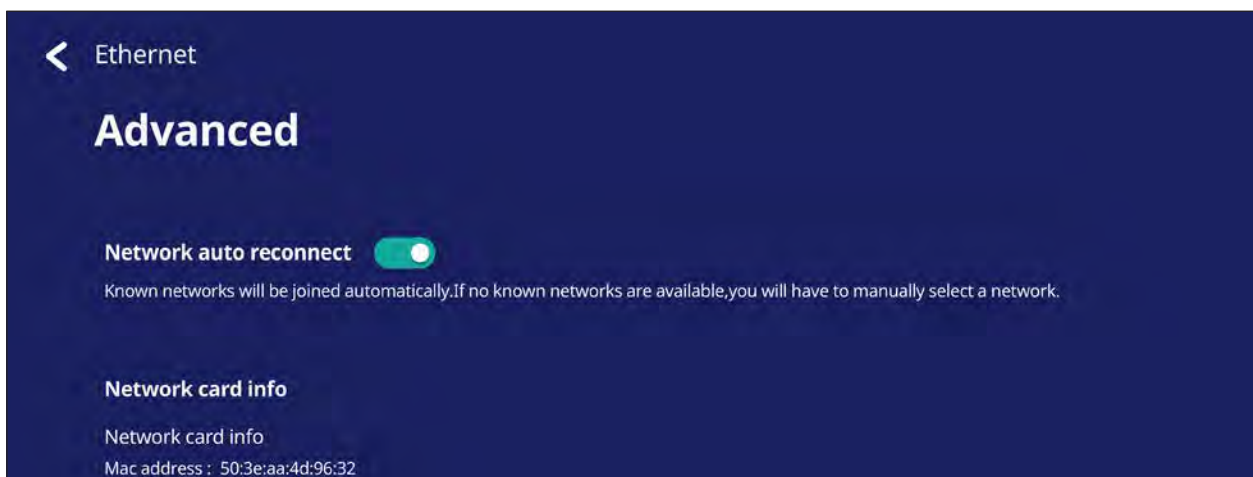 Ethernet
Advanced
Network auto reconnect
Known networks will be joined automatically.If no known networks are available,you will have to manually select a network.
Network card info
Network card info
Mac address : 50:3e:aa:4d:96:32